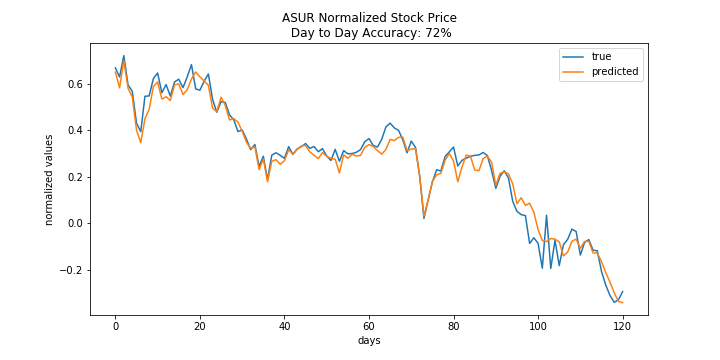 ASUR Normalized Stock Price
Day to Day Accuracy: 72%
true
predicted
normalized values
0.6
0.4
0.2
0.0
−0.2
0
20
40
60
80
100
120
days